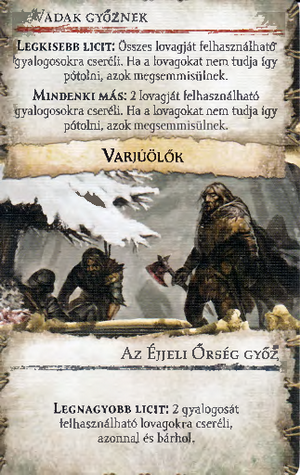 VADAK GYŐZNEK
LEGKISEBB LICIT: Összes lovagját felhasználható
gyalogosokra cseréli. Ha a lovagokat nem tudja így
pótolni, azok megsemmisülnek.
MINDENKI MÁS: 2 lovagját felhasználható
gyalogosokra cseréli. Ha a lovagokat nem tudja így
pótolni, azok megsemmisülnek.
VARJÚÖLŐK
AZ ÉJJELI ŐRSÉG GYŐZ
LEGNAGYOBB LICIT: 2 gyalogosát
felhasználható lovagokra cseréli,
azonnal és bárhol.